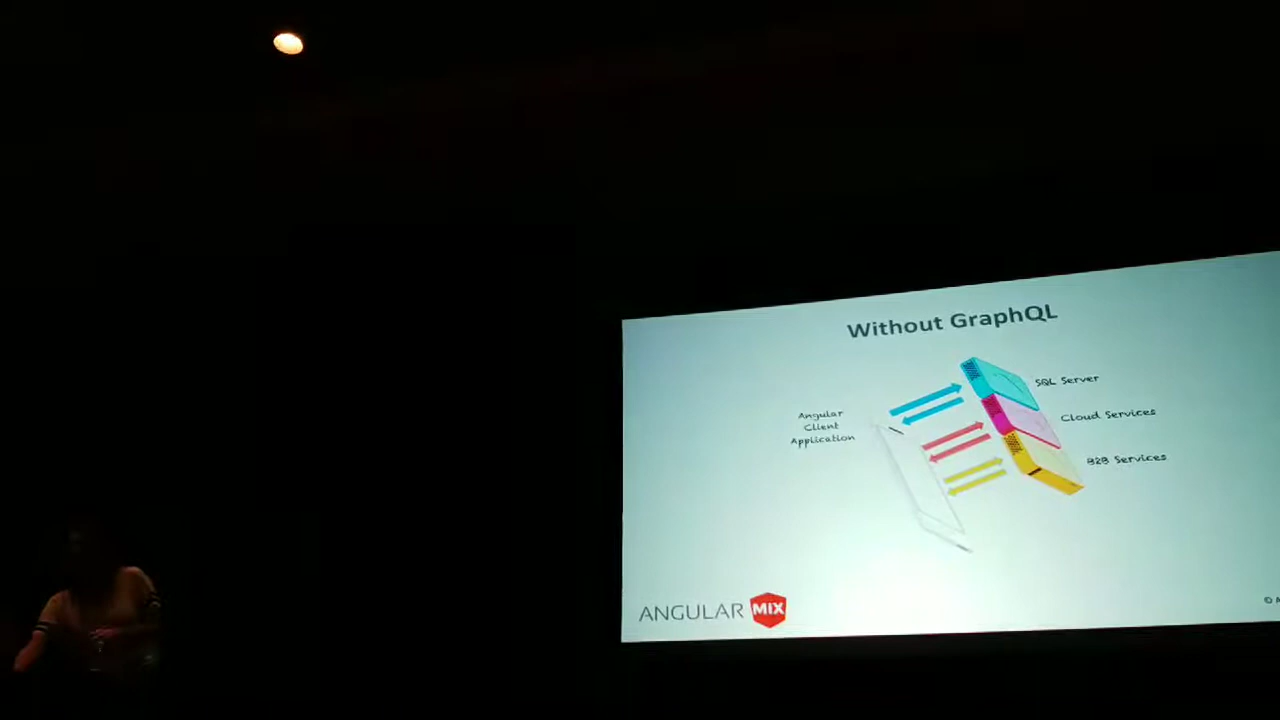 Without GraphQL
SQL Server
Angular
Client
Application
Cloud Services
B2B Services
ANGULAR MIX
©